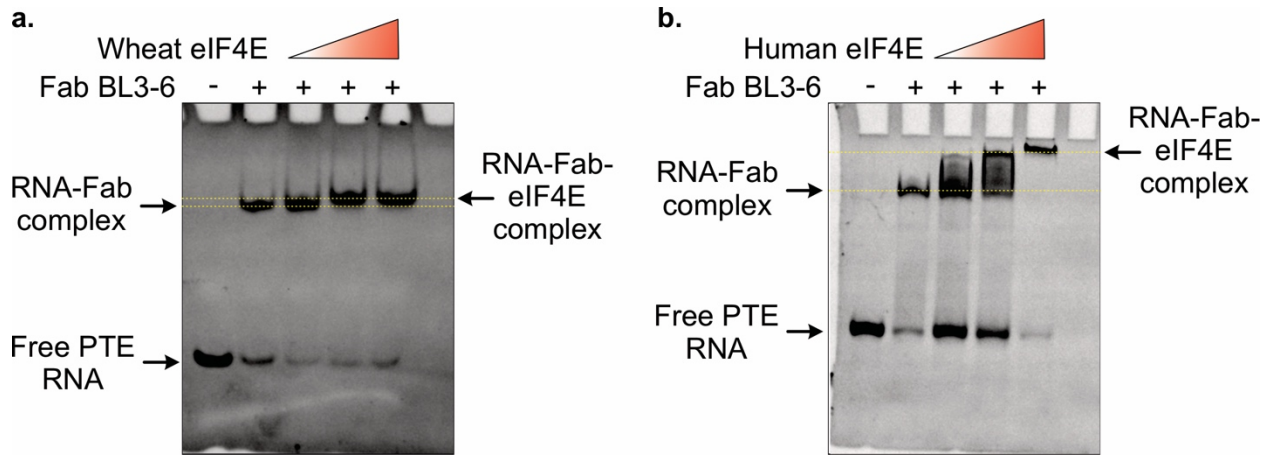 a.
Wheat eIF4E
Fab BL3-6 - + + + +
RNA-Fab
complex
RNA-Fab-
eIF4E
complex
Free PTE
RNA
b.
Human eIF4E
Fab BL3-6 - + + + +
RNA-Fab
complex
RNA-Fab-
eIF4E
complex
Free PTE
RNA